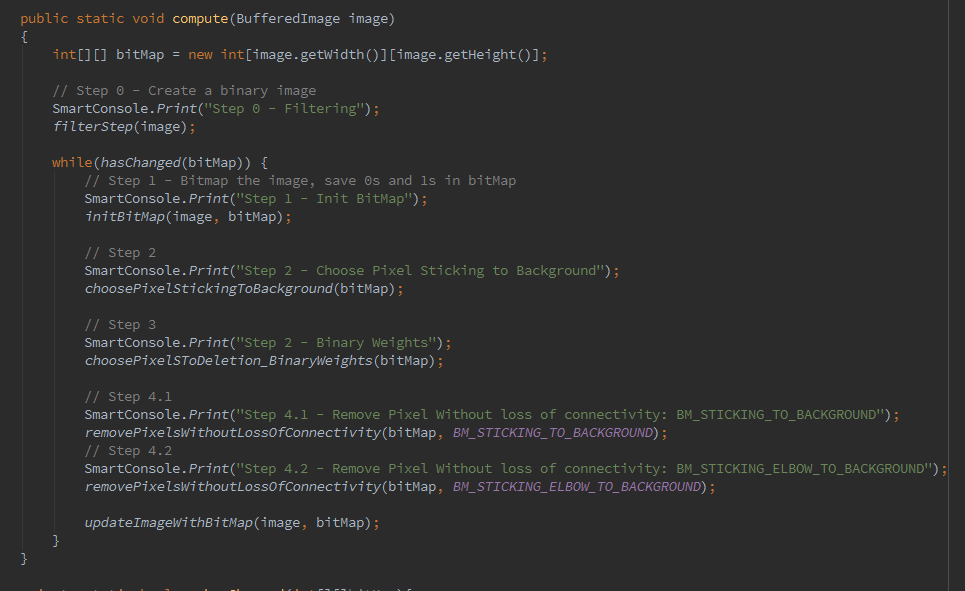 public static void compute(BufferedImage image)
{
int[][] bitMap = new int[image.getWidth()][image.getHeight()];
// Step 0 - Create a binary image
SmartConsole.Print("Step 0 - Filtering");
filterStep(image);
while(hasChanged(bitMap)) {
// Step 1 - Bitmap the image, save 0s and 1s in bitMap
SmartConsole.Print("Step 1 - Init BitMap");
initBitMap(image, bitMap);
// Step 2
SmartConsole.Print("Step 2 - Choose Pixel Sticking to Background");
choosePixelStickingToBackground(bitMap);
// Step 3
SmartConsole.Print("Step 2 - Binary Weights");
choosePixelSToDeletion_BinaryWeights(bitMap);
// Step 4.1
SmartConsole.Print("Step 4.1 - Remove Pixel Without loss of connectivity: BM_STICKING_TO_BACKGROUND");
removePixelsWithoutLossOfConnectivity(bitMap, BM_STICKING_TO_BACKGROUND);
// Step 4.2
SmartConsole.Print("Step 4.2 - Remove Pixel Without loss of connectivity: BM_STICKING_ELBOW_TO_BACKGROUND");
removePixelsWithoutLossOfConnectivity(bitMap, BM_STICKING_ELBOW_TO_BACKGROUND);
updateImageWithBitMap(image, bitMap);
}
}